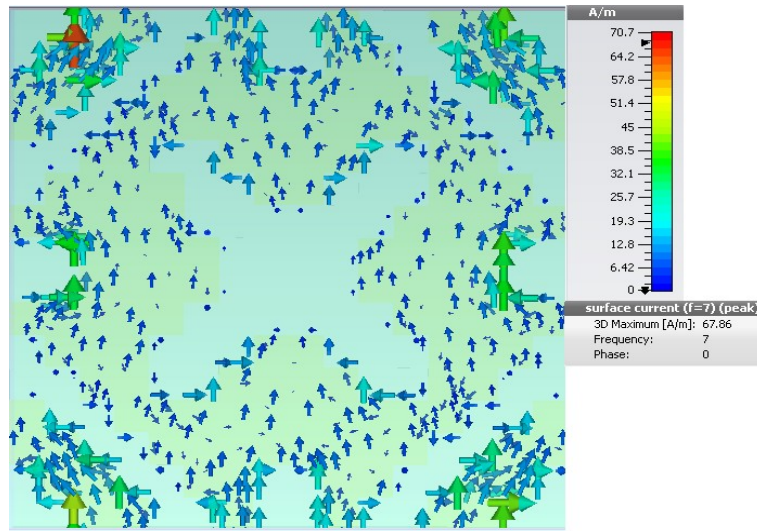 A/m
70.7
64.2
57.8
51.4
45
38.5
32.1
25.7
19.3
12.8
6.42
0
surface current (f=7) (peak)
3D Maximum [A/m]: 67.86
Frequency: 7
Phase: 0